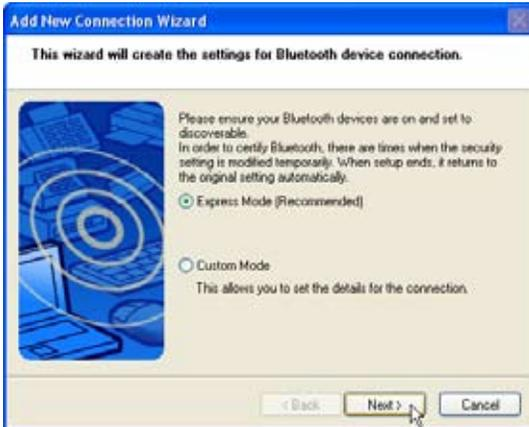 Add New Connection Wizard
This wizard will create the settings for Bluetooth device connection.
Please ensure your Bluetooth devices are on and set to
discoverable.
In order to certify Bluetooth, there are times when the security
setting is modified temporarily. When setup ends, it returns to
the original setting automatically.
Express Mode (Recommended)
Custom Mode
This allows you to set the details for the connection.
< Back
Next >
Cancel